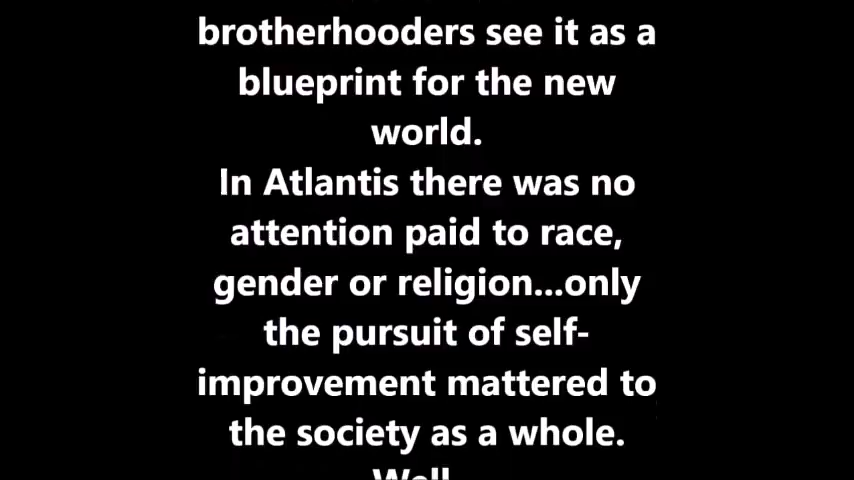 brotherhooders see it as a
blueprint for the new
world.
In Atlantis there was no
attention paid to race,
gender or religion...only
the pursuit of self-
improvement mattered to
the society as a whole.
Well